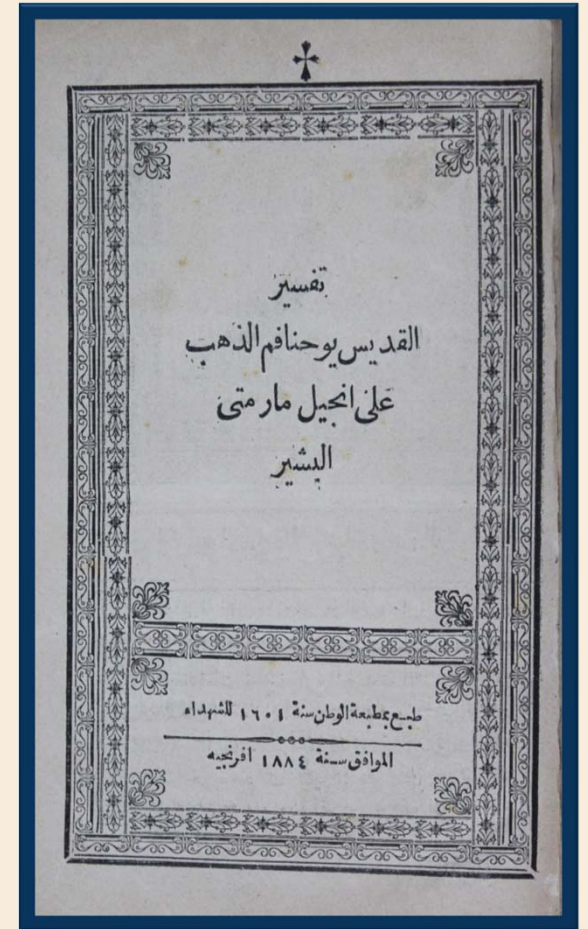 تفسير
القديس يوحنا فم الذهب
على انجيل مار متى
البشير
طبع بمطبعة الوطن سنة ١٦٠١ للشهداء
الموافق سنة ١٨٨٤ افرنجيه